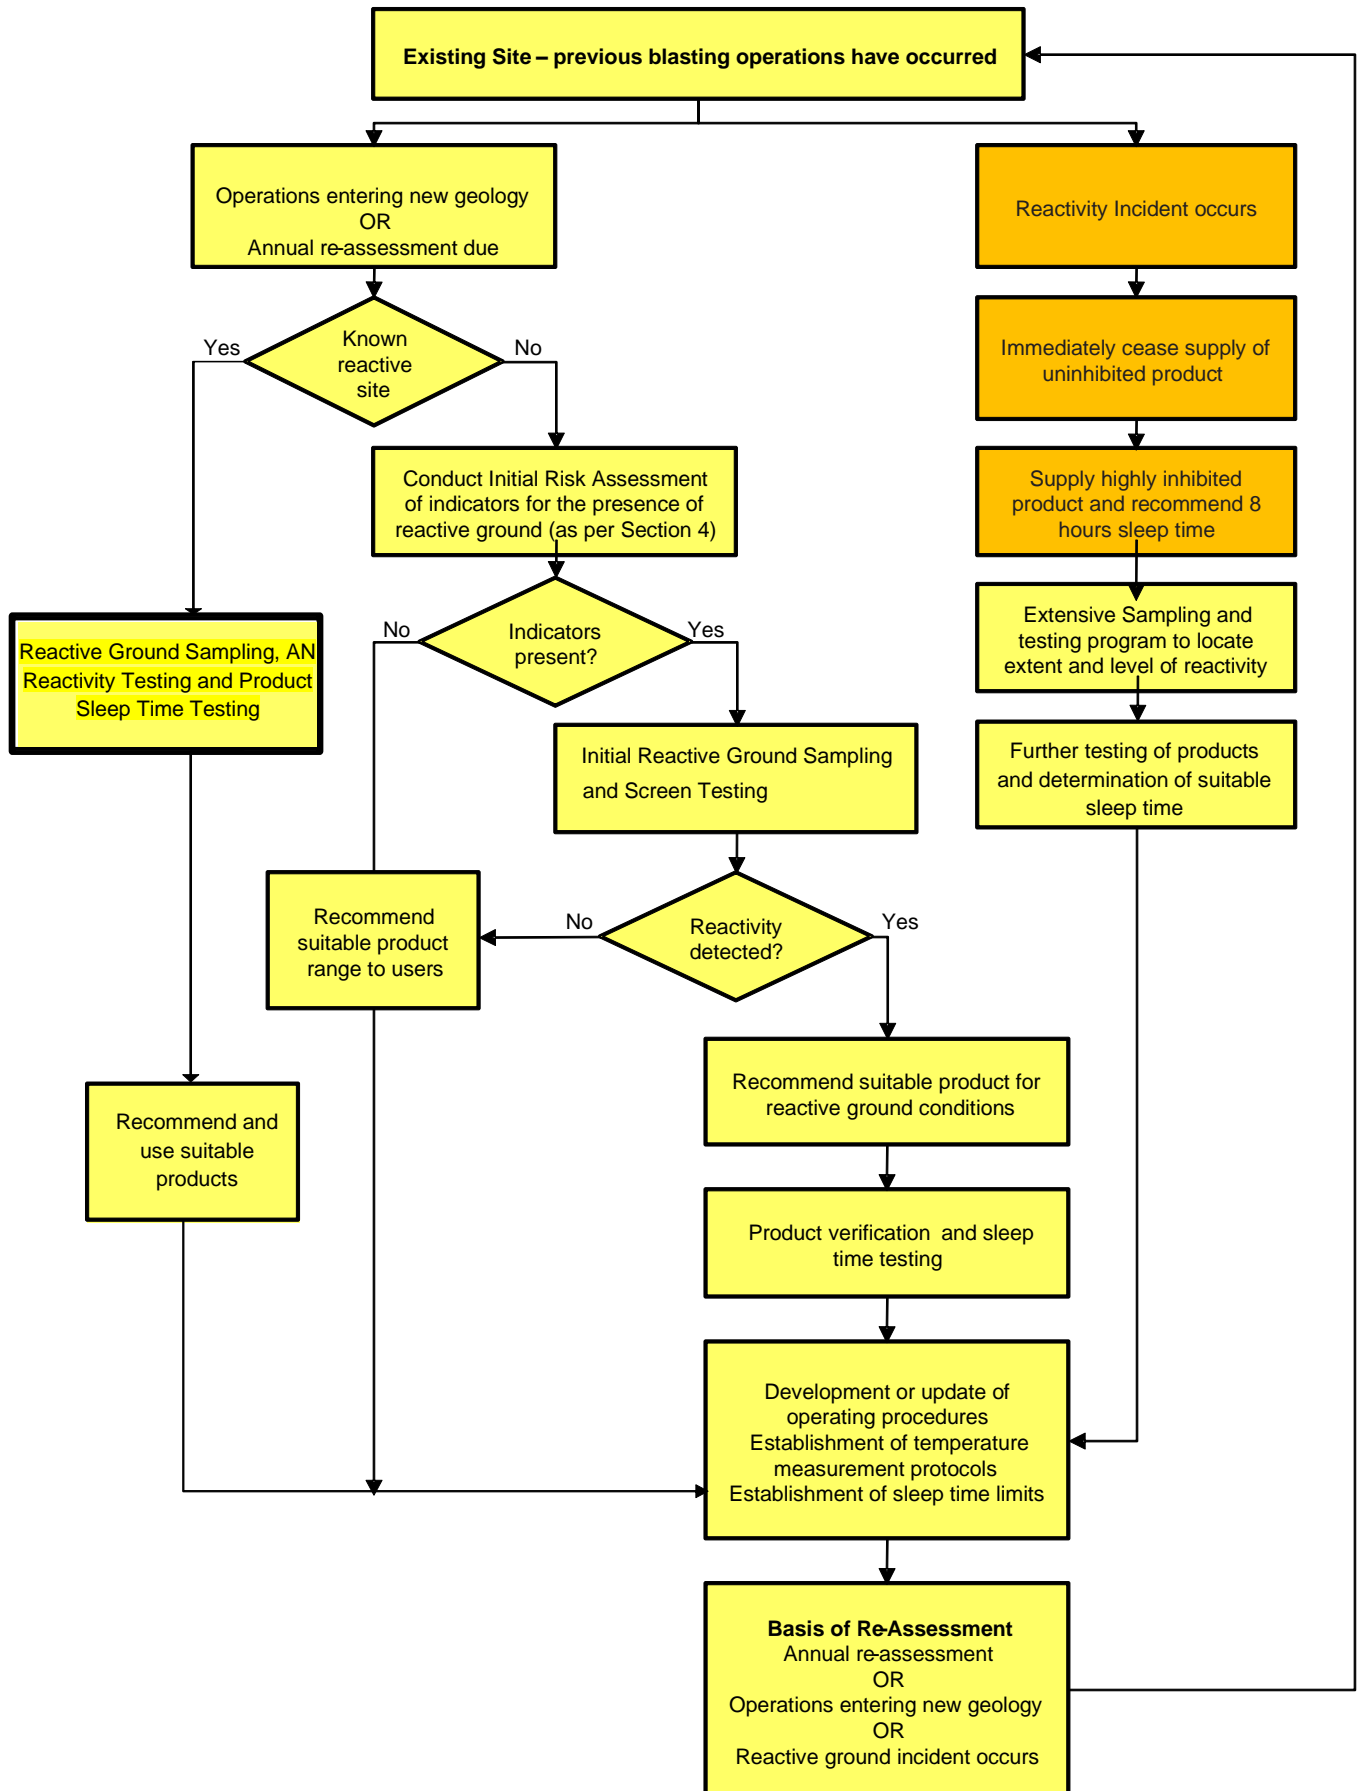 Existing Site – previous blasting operations have occurred
Operations entering new geology
OR
Annual re-assessment due
Reactivity Incident occurs
Known
reactive
site
Yes
No
Immediately cease supply of
uninhibited product
Conduct Initial Risk Assessment
of indicators for the presence of
reactive ground (as per Section 4)
Supply highly inhibited
product and recommend 8
hours sleep time
Indicators
present?
No
Yes
Extensive Sampling and
testing program to locate
extent and level of reactivity
Reactive Ground Sampling, AN
Reactivity Testing and Product
Sleep Time Testing
Initial Reactive Ground Sampling
and Screen Testing
Further testing of products
and determination of suitable
sleep time
Recommend
suitable product
range to users
No
Reactivity
detected?
Yes
Recommend suitable product for
reactive ground conditions
Recommend and
use suitable
products
Product verification and sleep
time testing
Development or update of
operating procedures
Establishment of temperature
measurement protocols
Establishment of sleep time limits
Basis of Re-Assessment
Annual re-assessment
OR
Operations entering new geology
OR
Reactive ground incident occurs